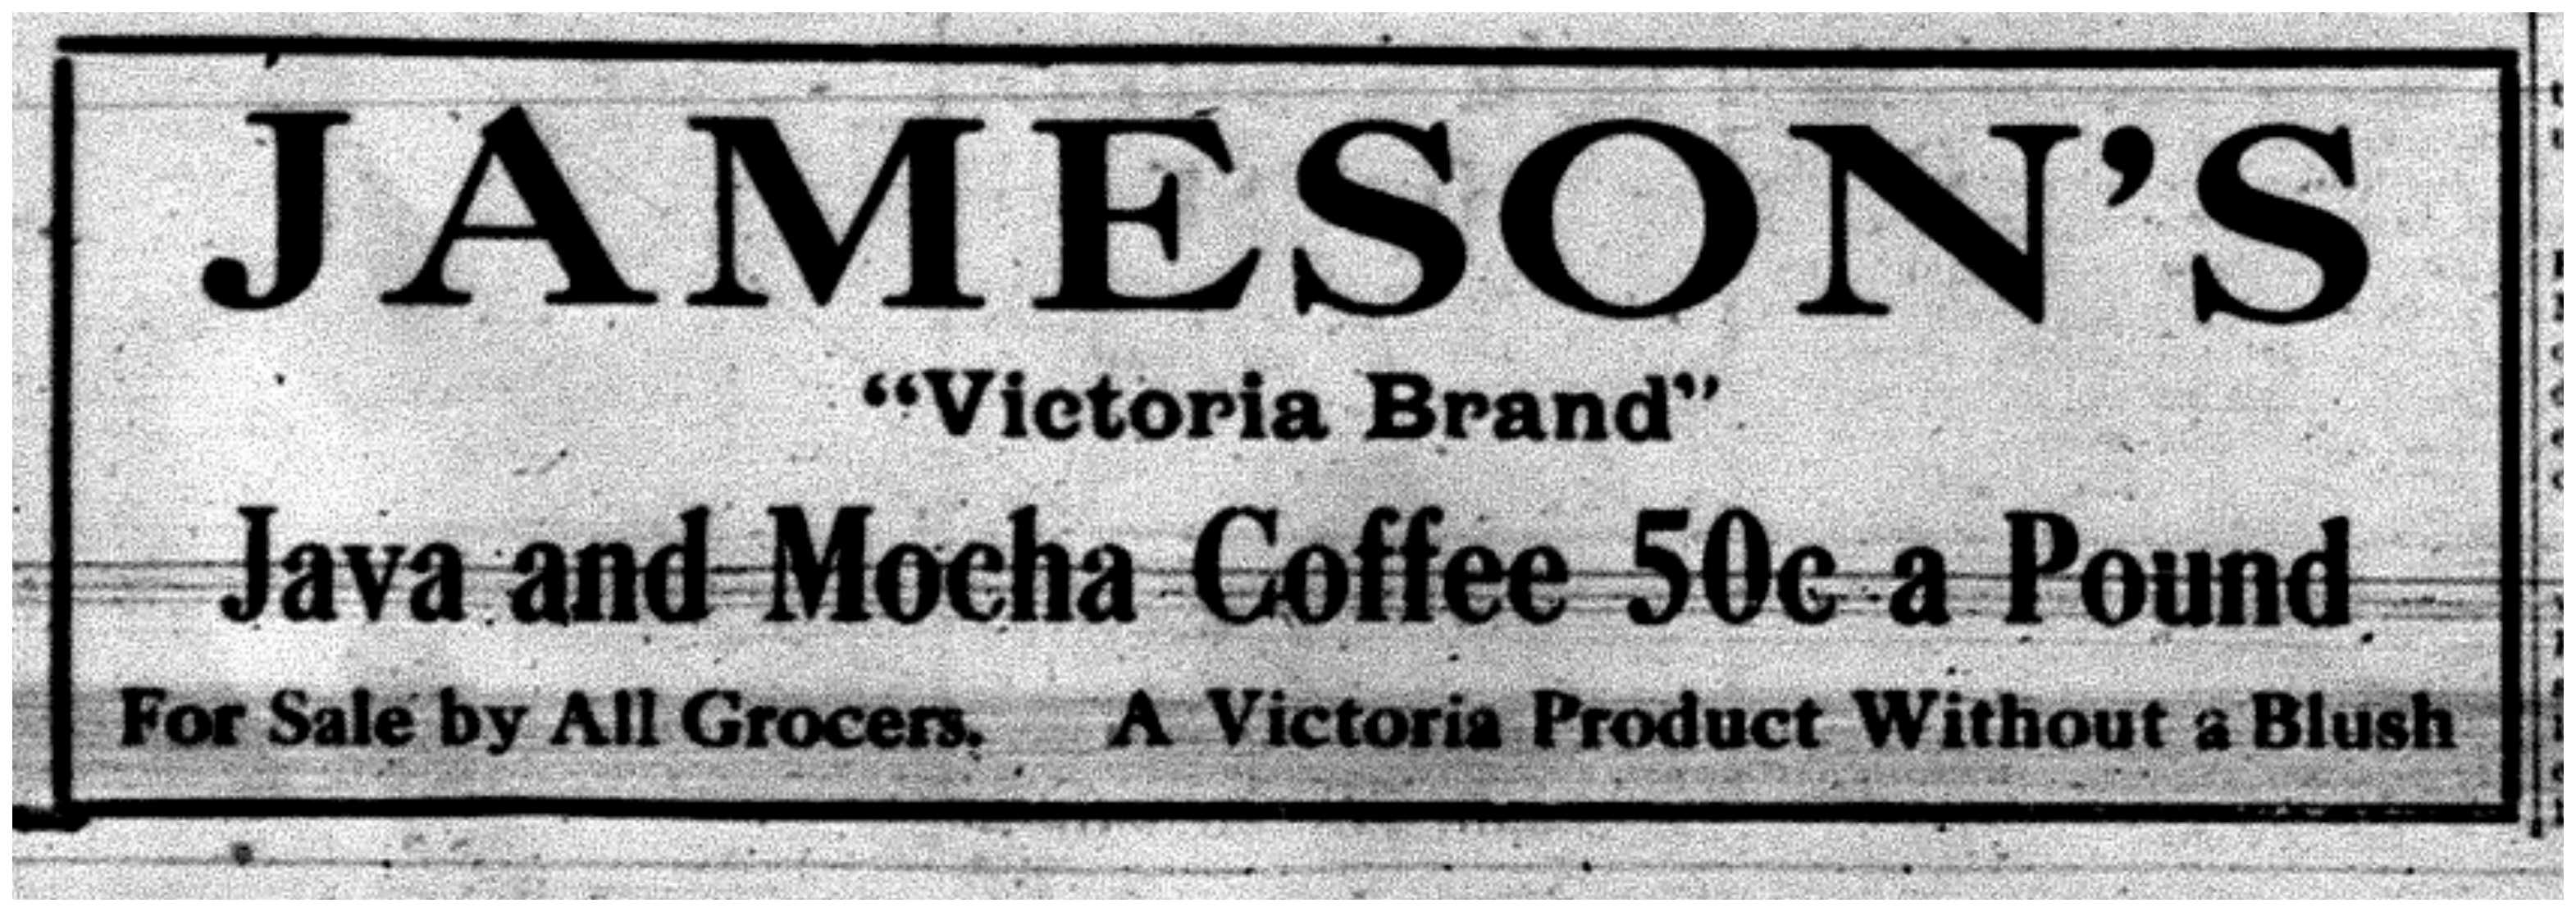 JAMESON'S
“Victoria Brand”
Java and Mocha Coffee 50c a Pound
For Sale by All Grocers. A Victoria Product Without a Blush